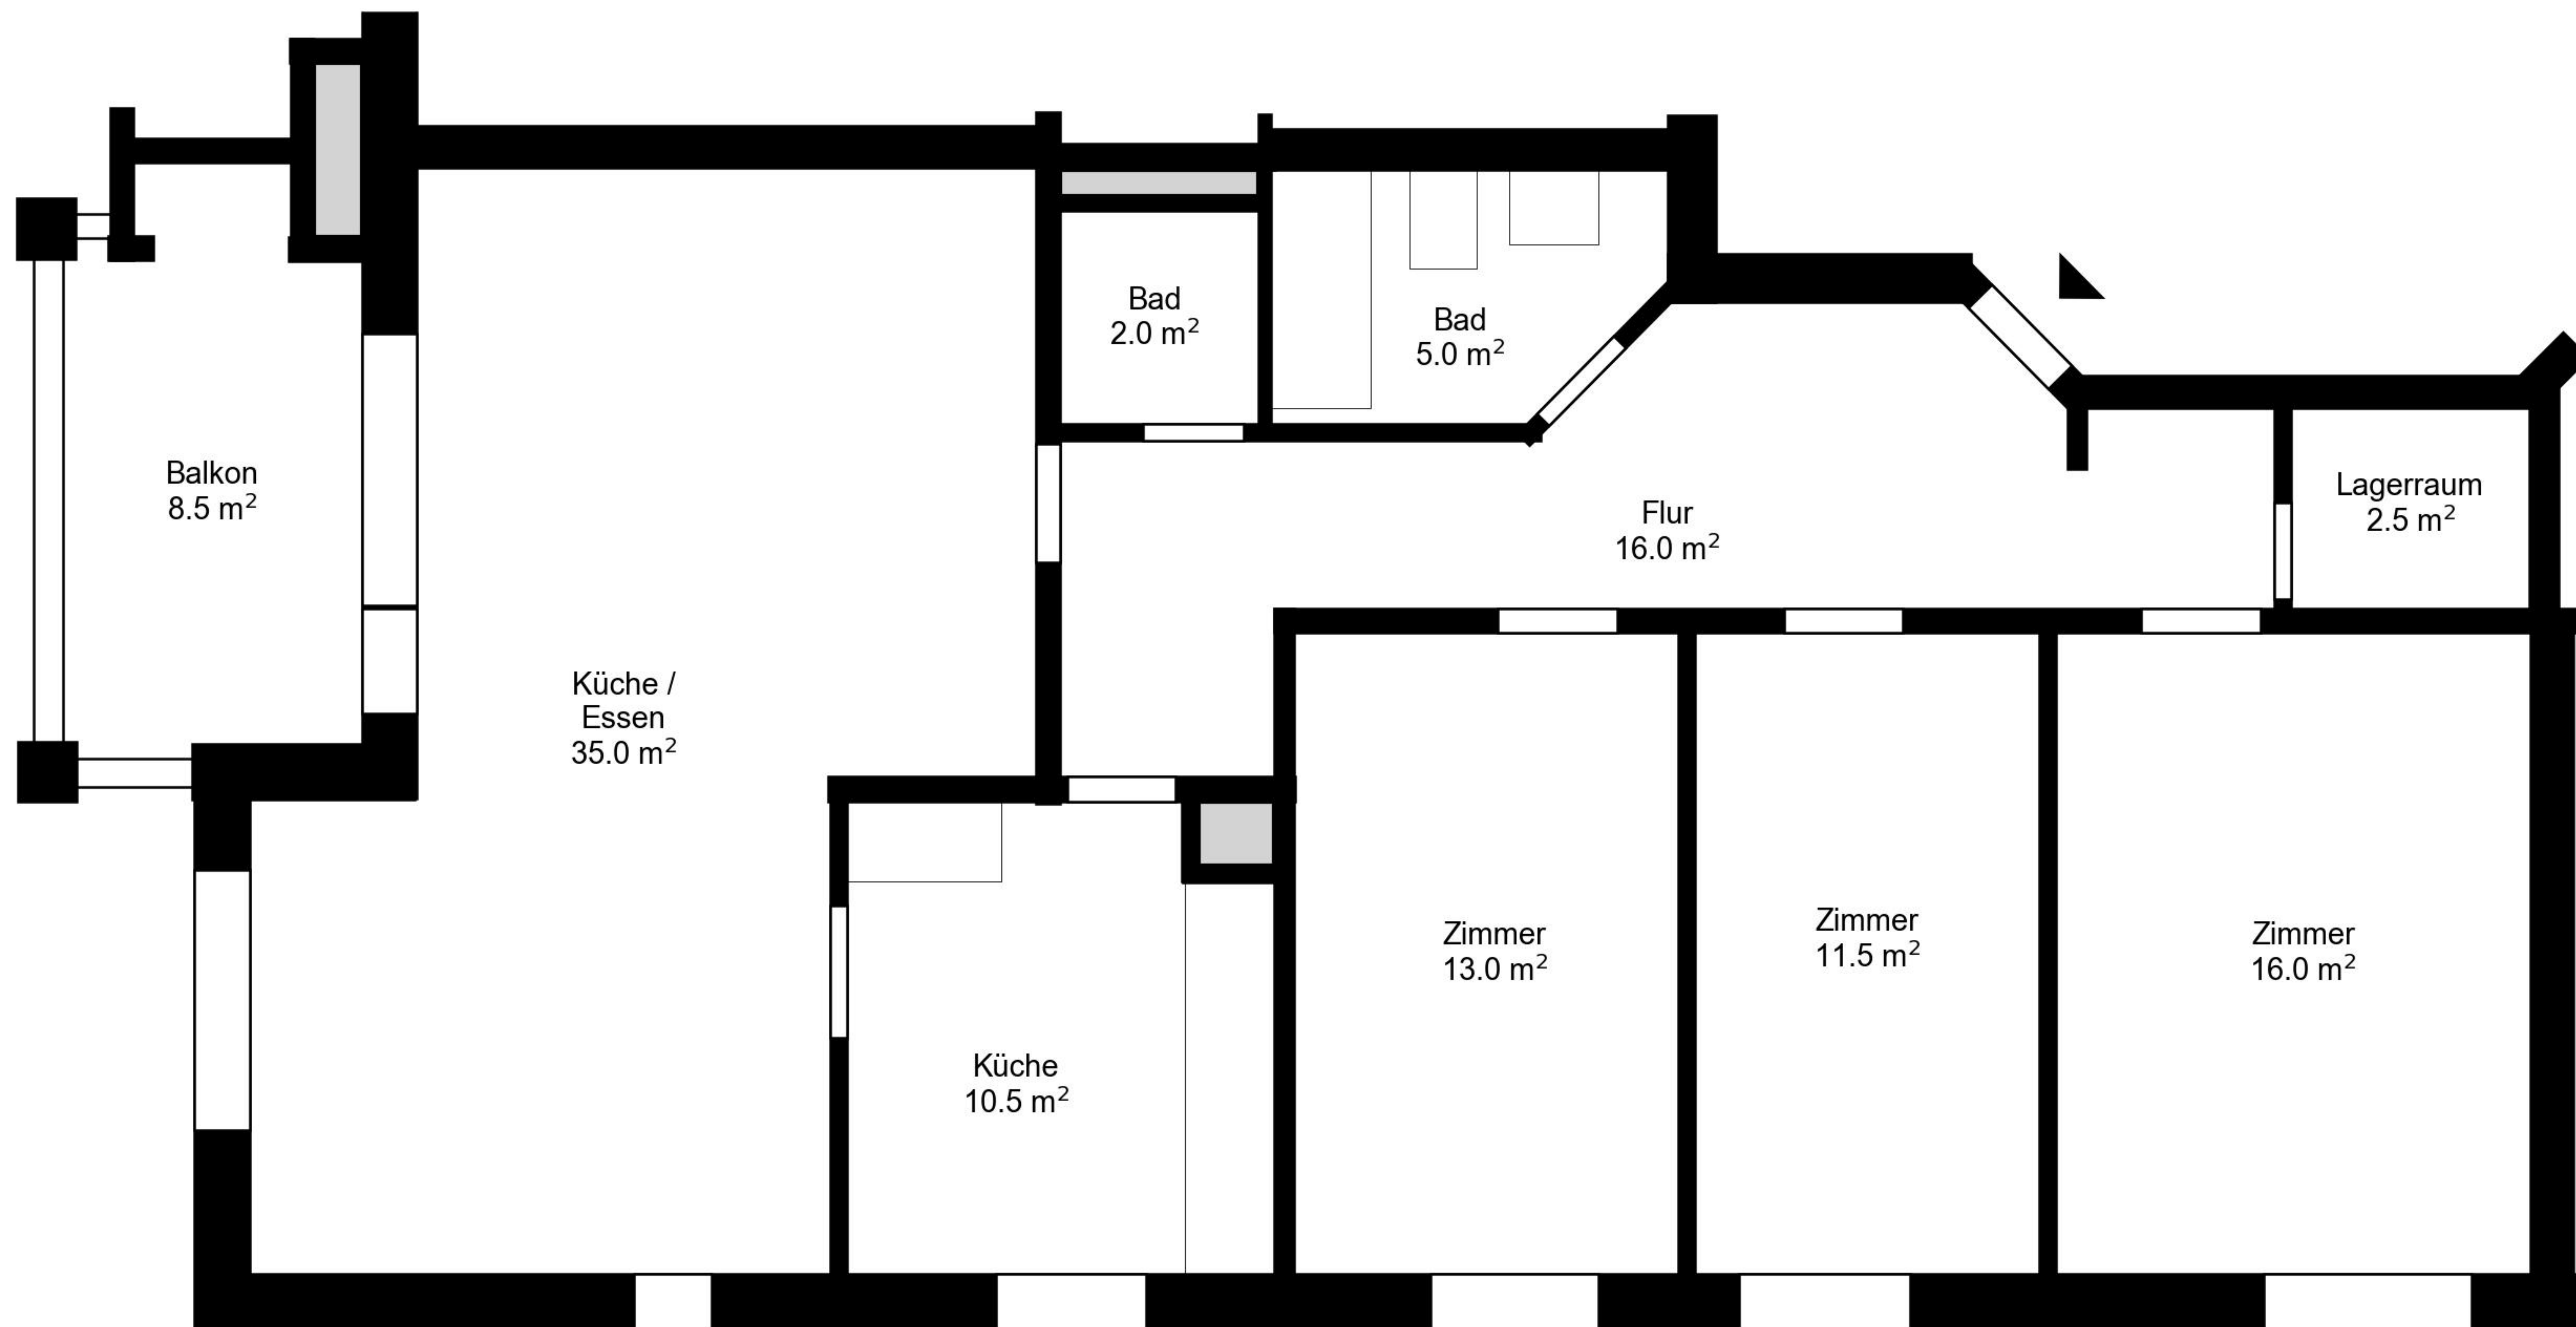 Bad
2.0 m²
Bad
5.0 m²
Balkon
8.5 m²
Flur
16.0 m²
Lagerraum
2.5 m²
Küche /
Essen
35.0 m²
Zimmer
13.0 m²
Zimmer
11.5 m²
Zimmer
16.0 m²
Küche
10.5 m²